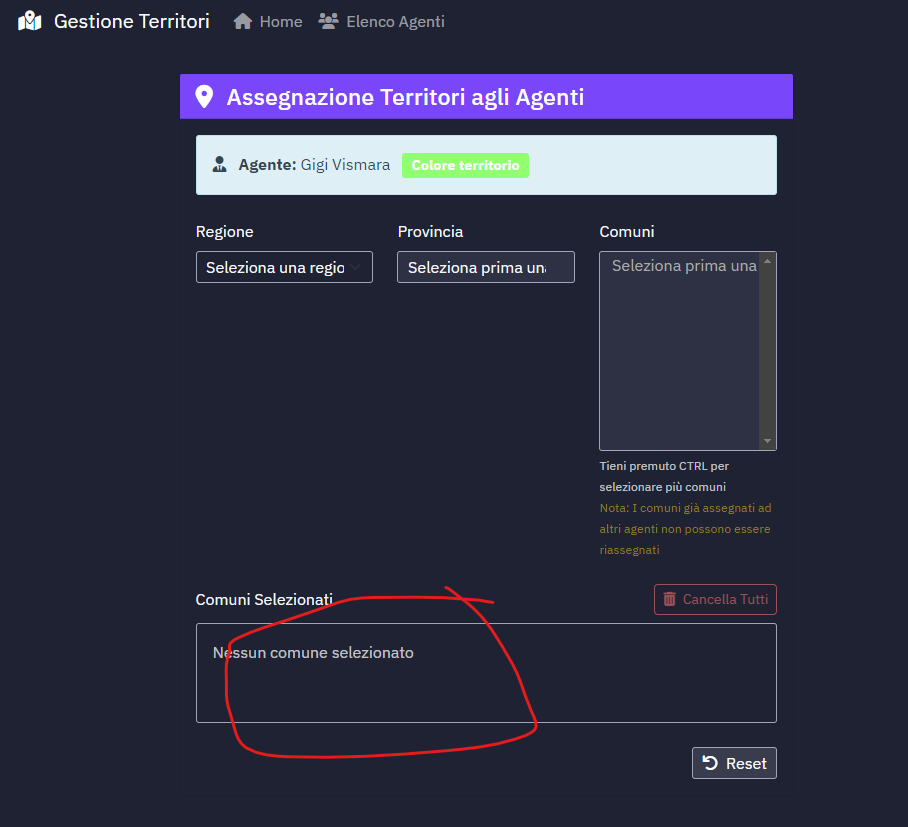 Gestione Territori Home Elenco Agenti
Assegnazione Territori agli Agenti
Agente: Gigi Vismara Colore territorio
Regione Provincia Comuni
Seleziona una regio Seleziona prima una Seleziona prima una
Tieni premuto CTRL per
selezionare più comuni
Nota: I comuni già assegnati ad
altri agenti non possono essere
riassegnati
Comuni Selezionati Cancella Tutti
Nessun comune selezionato
Reset